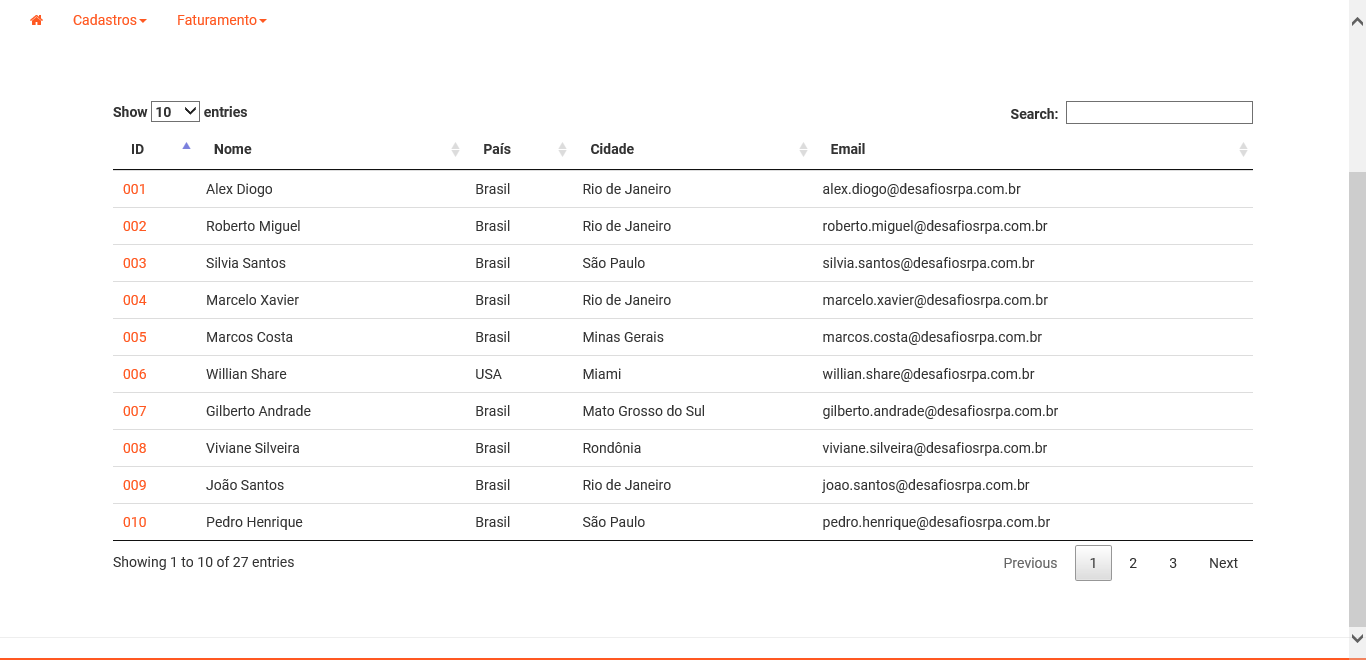 Cadastros Faturamento
Show 10 entries Search:
ID Nome País Cidade Email
001 Alex Diogo Brasil Rio de Janeiro alex.diogo@desafiosrpa.com.br
002 Roberto Miguel Brasil Rio de Janeiro roberto.miguel@desafiosrpa.com.br
003 Silvia Santos Brasil São Paulo silvia.santos@desafiosrpa.com.br
004 Marcelo Xavier Brasil Rio de Janeiro marcelo.xavier@desafiosrpa.com.br
005 Marcos Costa Brasil Minas Gerais marcos.costa@desafiosrpa.com.br
006 Willian Share USA Miami willian.share@desafiosrpa.com.br
007 Gilberto Andrade Brasil Mato Grosso do Sul gilberto.andrade@desafiosrpa.com.br
008 Viviane Silveira Brasil Rondônia viviane.silveira@desafiosrpa.com.br
009 João Santos Brasil Rio de Janeiro joao.santos@desafiosrpa.com.br
010 Pedro Henrique Brasil São Paulo pedro.henrique@desafiosrpa.com.br
Showing 1 to 10 of 27 entries Previous 1 2 3 Next